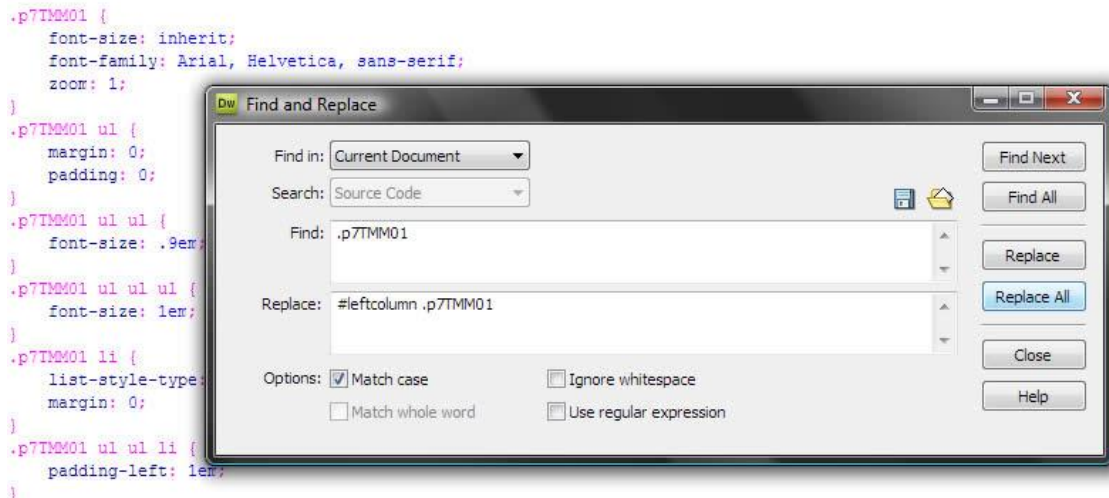 .p7TMM01 {
font-size: inherit;
font-family: Arial, Helvetica, sans-serif;
zoom: 1;
}
.p7TMM01 ul {
margin: 0;
padding: 0;
}
.p7TMM01 ul ul {
font-size: .9em;
}
.p7TMM01 ul ul ul {
font-size: 1em;
}
.p7TMM01 li {
list-style-type:
margin: 0;
}
.p7TMM01 ul ul li {
padding-left: 1em;
}
Dw Find and Replace
Find in: Current Document
Search: Source Code
Find: .p7TMM01
Replace: #leftcolumn .p7TMM01
Options: Match case Ignore whitespace
Match whole word Use regular expression
Find Next
Find All
Replace
Replace All
Close
Help